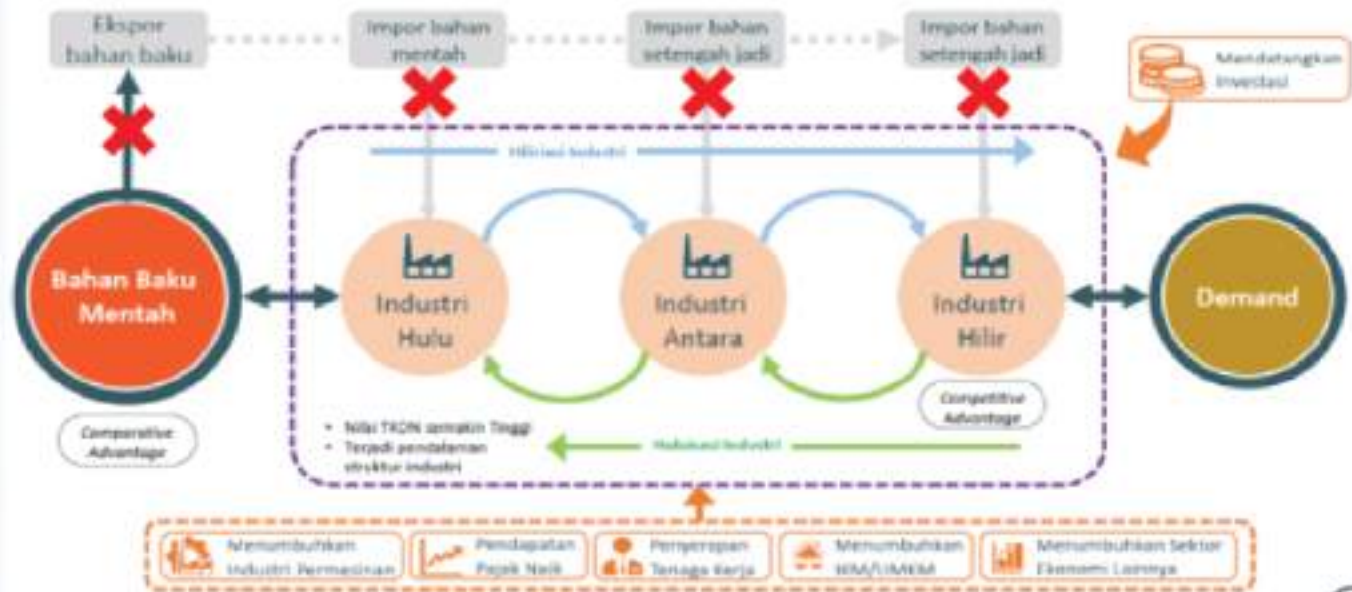 Ekspor
bahan baku
Impor bahan
mentah
Impor bahan
setengah jadi
Impor bahan
setengah jadi
Mendatangkan
Investasi
Hilirisasi Industri
Bahan Baku
Mentah
Industri
Hulu
Industri
Antara
Industri
Hilir
Demand
Comparative
Advantage
Competitive
Advantage
• Nilai TKDN semakin Tinggi
• Terjadi pendalaman
struktur industri
Industri
Menumbuhkan
Industri Permesinan
Pendapatan
Pajak Naik
Penyerapan
Tenaga Kerja
Menumbuhkan
IKM/UMKM
Menumbuhkan Sektor
Ekonomi Lainnya